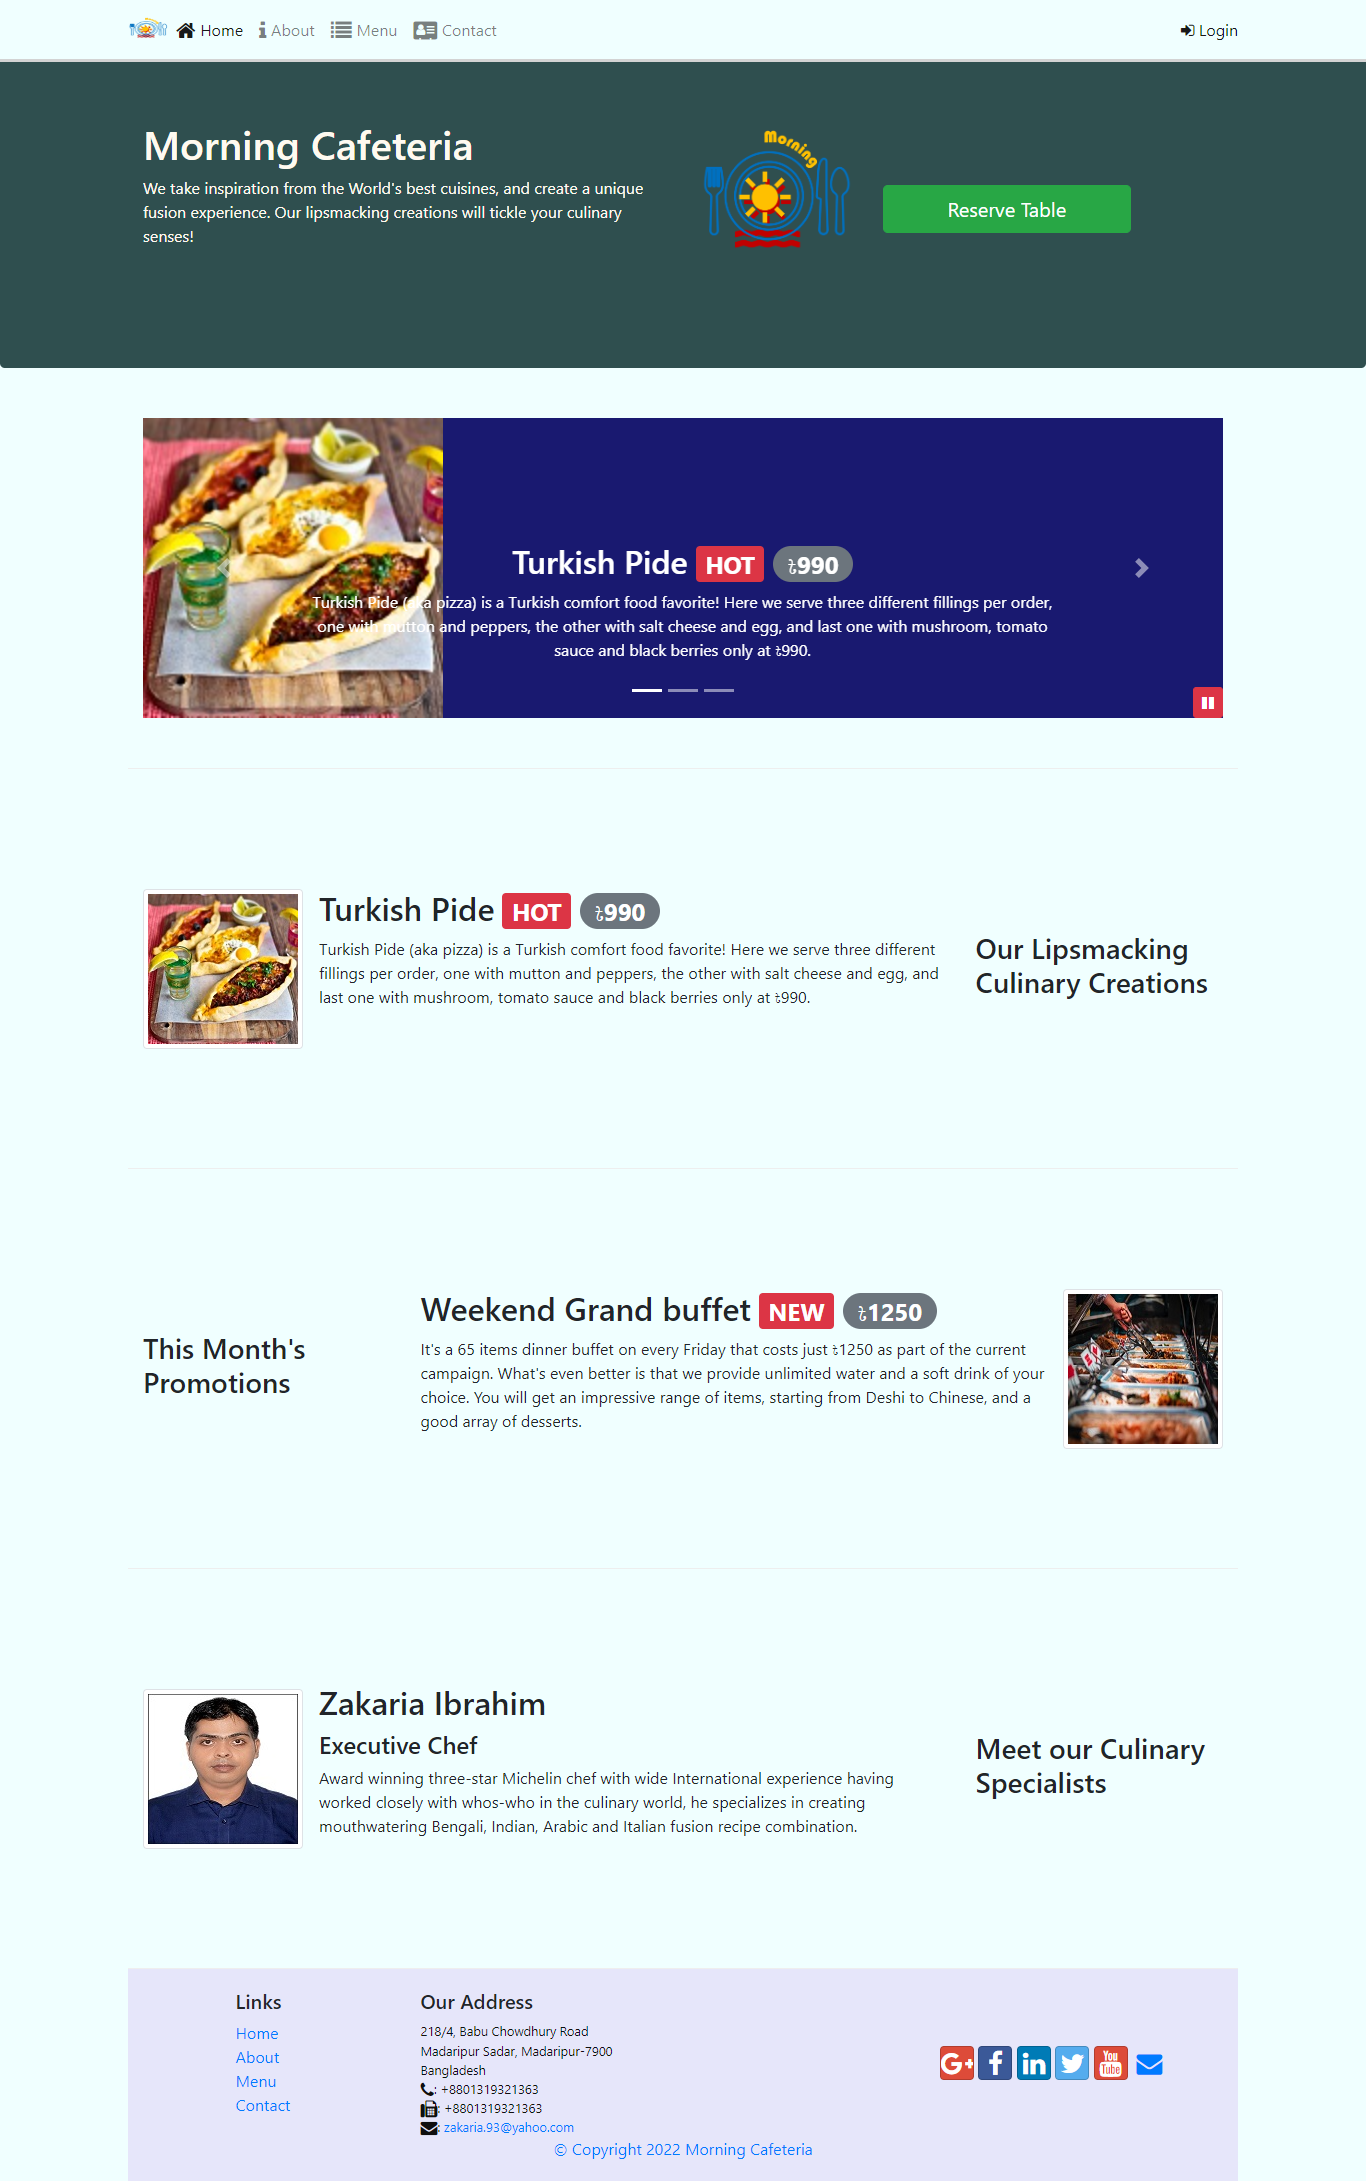 Home About Menu Contact Login
Morning Cafeteria
We take inspiration from the World's best cuisines, and create a unique
fusion experience. Our lipsmacking creations will tickle your culinary
senses!
Morning
Reserve Table
Turkish Pide HOT ৳990
Turkish Pide (aka pizza) is a Turkish comfort food favorite! Here we serve three different fillings per order,
one with mutton and peppers, the other with salt cheese and egg, and last one with mushroom, tomato
sauce and black berries only at ৳990.
Turkish Pide HOT ৳990
Turkish Pide (aka pizza) is a Turkish comfort food favorite! Here we serve three different
fillings per order, one with mutton and peppers, the other with salt cheese and egg, and
last one with mushroom, tomato sauce and black berries only at ৳990.
Our Lipsmacking
Culinary Creations
This Month's
Promotions
Weekend Grand buffet NEW ৳1250
It's a 65 items dinner buffet on every Friday that costs just ৳1250 as part of the current
campaign. What's even better is that we provide unlimited water and a soft drink of your
choice. You will get an impressive range of items, starting from Deshi to Chinese, and a
good array of desserts.
Zakaria Ibrahim
Executive Chef
Award winning three-star Michelin chef with wide International experience having
worked closely with whos-who in the culinary world, he specializes in creating
mouthwatering Bengali, Indian, Arabic and Italian fusion recipe combination.
Meet our Culinary
Specialists
Links
Home
About
Menu
Contact
Our Address
218/4, Babu Chowdhury Road
Madaripur Sadar, Madaripur-7900
Bangladesh
: +8801319321363
: +8801319321363
: zakaria.93@yahoo.com
G+ f in You Tube
© Copyright 2022 Morning Cafeteria